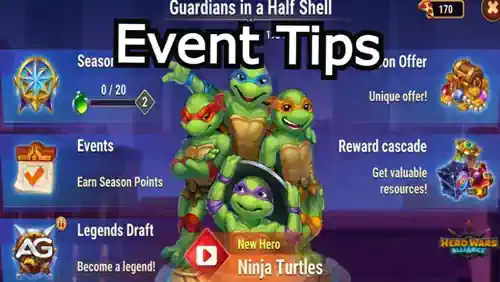 Guardians in a Half Shell
170
Event Tips
Season
0 / 20
2
on Offer
Unique offer!
Events
Earn Season Points
Reward cascade
Get valuable
resources!
AG
Legends Draft
Become a legend!
New Hero
Ninja Turtles
HERO WARS
ALLIANCE